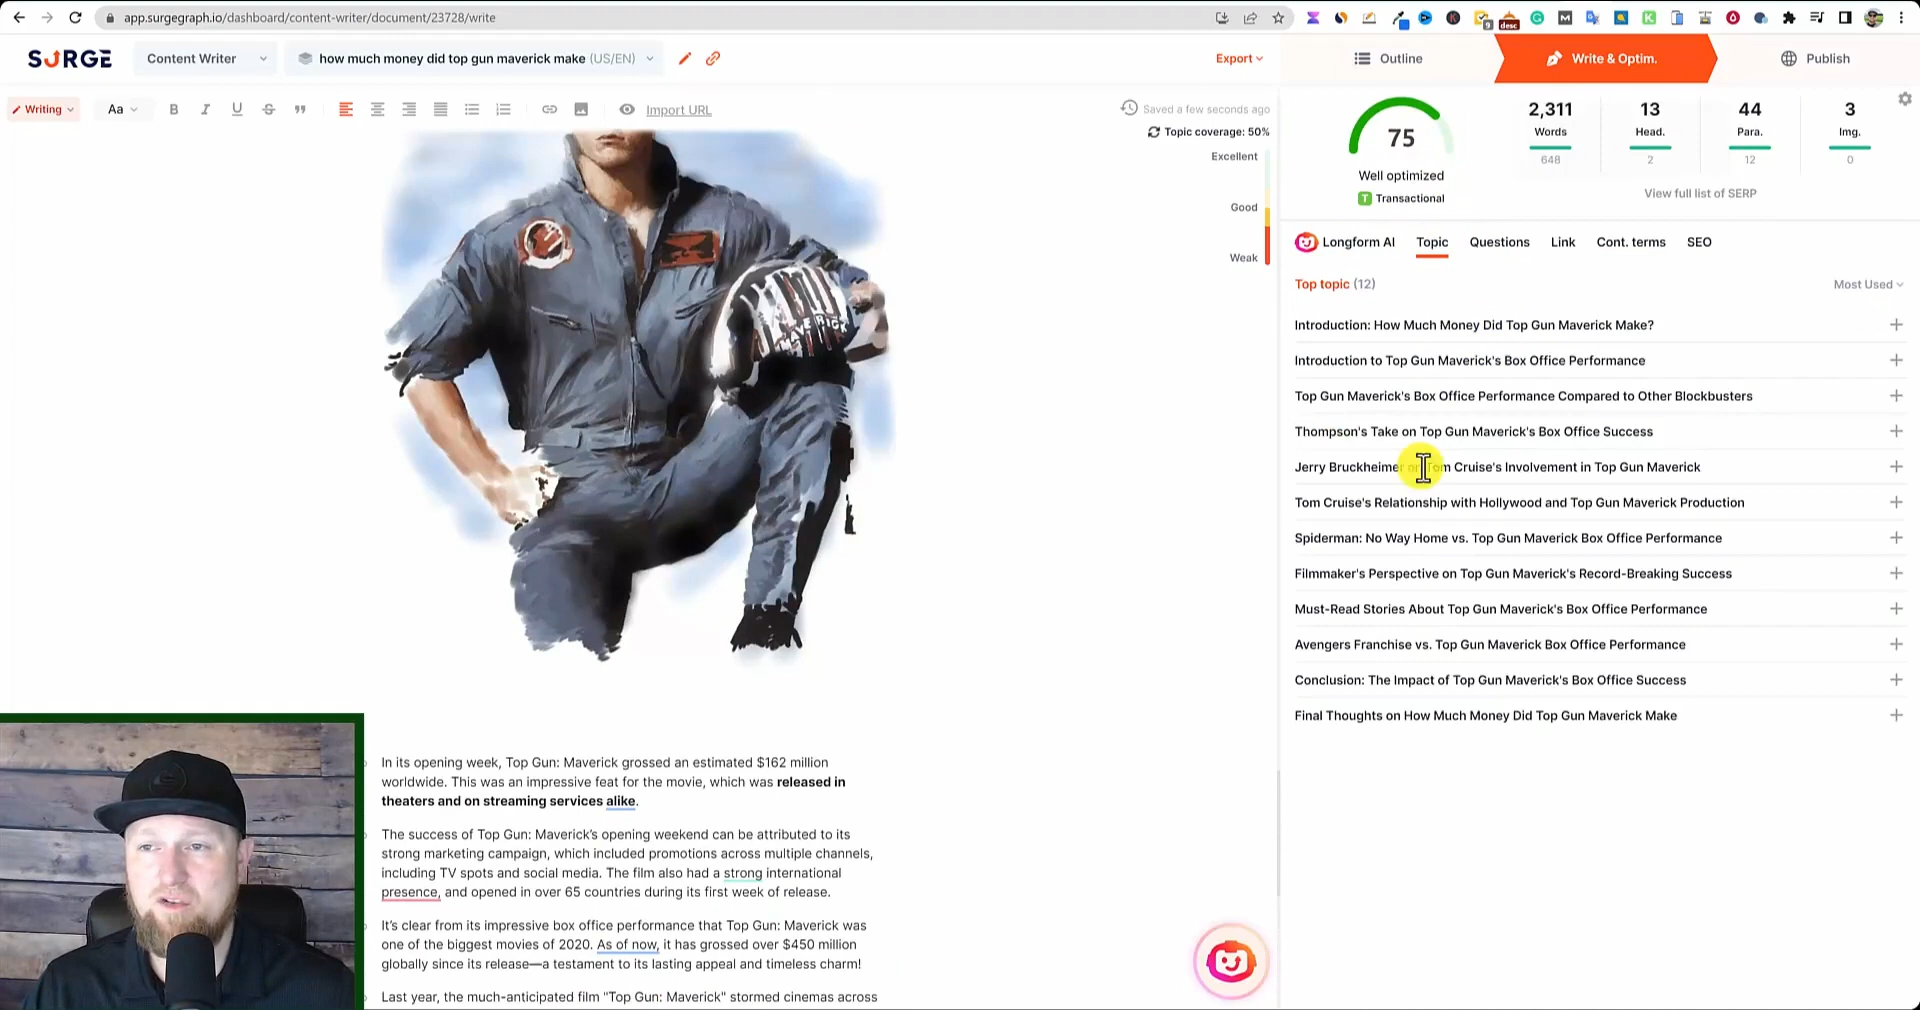 app.surgegraph.io/dashboard/content-writer/document/23728/write
9
desc
SURGE
Content Writer
how much money did top gun maverick make (US/EN)
Export
Outline
Write & Optim.
Publish
Writing
Aa
B
I
U
S
Import URL
Saved a few seconds ago
Topic coverage: 50%
Excellent
Good
Weak
75
Well optimized
T Transactional
2,311
Words
648
13
Head.
2
44
Para.
12
3
Img.
0
View full list of SERP
Longform AI
Topic
Questions
Link
Cont. terms
SEO
Top topic (12)
Most Used
Introduction: How Much Money Did Top Gun Maverick Make?
Introduction to Top Gun Maverick's Box Office Performance
Top Gun Maverick's Box Office Performance Compared to Other Blockbusters
Thompson's Take on Top Gun Maverick's Box Office Success
Jerry Bruckheimer on Tom Cruise's Involvement in Top Gun Maverick
Tom Cruise's Relationship with Hollywood and Top Gun Maverick Production
Spiderman: No Way Home vs. Top Gun Maverick Box Office Performance
Filmmaker's Perspective on Top Gun Maverick's Record-Breaking Success
Must-Read Stories About Top Gun Maverick's Box Office Performance
Avengers Franchise vs. Top Gun Maverick Box Office Performance
Conclusion: The Impact of Top Gun Maverick's Box Office Success
Final Thoughts on How Much Money Did Top Gun Maverick Make
MAVERICK
In its opening week, Top Gun: Maverick grossed an estimated $162 million
worldwide. This was an impressive feat for the movie, which was released in
theaters and on streaming services alike.
The success of Top Gun: Maverick's opening weekend can be attributed to its
strong marketing campaign, which included promotions across multiple channels,
including TV spots and social media. The film also had a strong international
presence, and opened in over 65 countries during its first week of release.
It's clear from its impressive box office performance that Top Gun: Maverick was
one of the biggest movies of 2020. As of now, it has grossed over $450 million
globally since its release—a testament to its lasting appeal and timeless charm!
Last year, the much-anticipated film "Top Gun: Maverick" stormed cinemas across